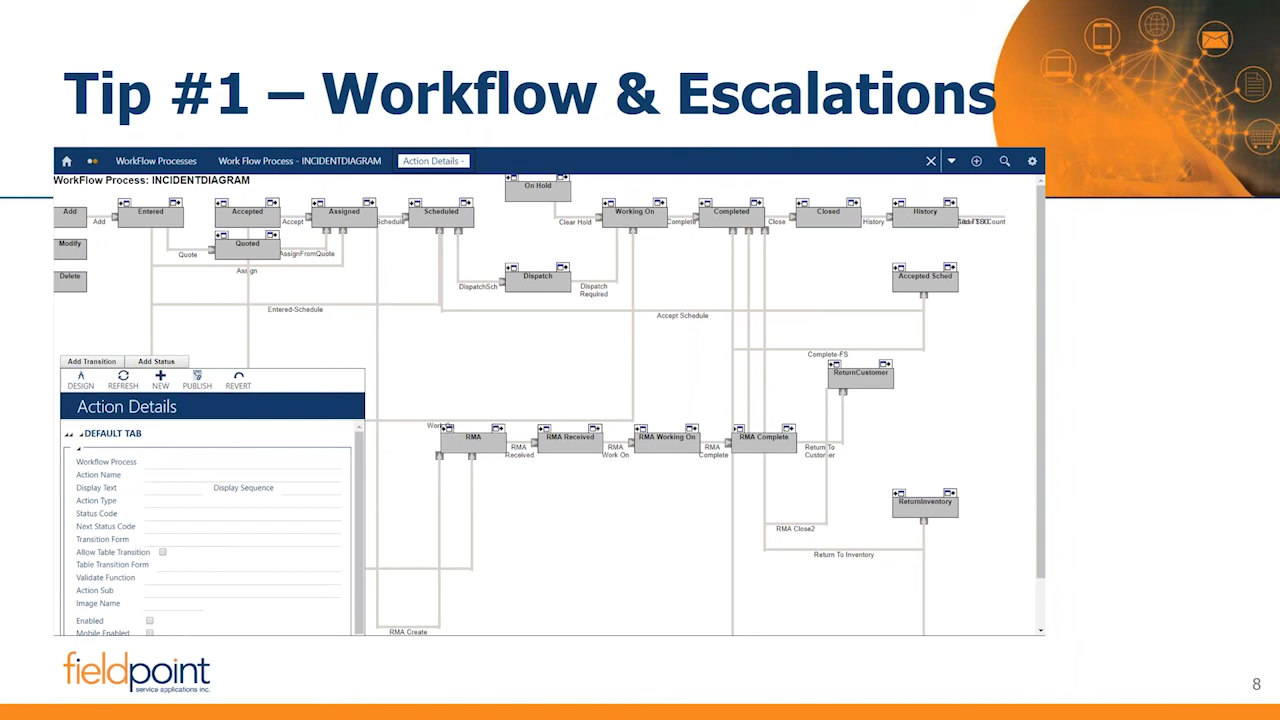 Tip #1 – Workflow & Escalations
WorkFlow Processes
Work Flow Process - INCIDENTDIAGRAM
Action Details -
WorkFlow Process: INCIDENTDIAGRAM
On Hold
Add
Entered
Accepted
Assigned
Scheduled
Working On
Completed
Closed
History
Add
Accept
Schedule
Clear Hold
Complete
Close
History
Count
Modify
Quoted
Quote
AssignFromQuote
Assign
Delete
Dispatch
DispatchSch
Dispatch
Required
Accepted Sched
Entered-Schedule
Accept Schedule
Complete-FS
Add Transition
Add Status
DESIGN
REFRESH
NEW
PUBLISH
REVERT
ReturnCustomer
Action Details
DEFAULT TAB
RMA
RMA Received
RMA Working On
RMA Complete
RMA
Received
RMA
Work On
RMA
Complete
Return To
Customer
Workflow Process
Action Name
Display Text
Display Sequence
Action Type
Status Code
Next Status Code
Transition Form
Allow Table Transition
Table Transition Form
Validate Function
Action Sub
Image Name
Enabled
Mobile Enabled
ReturnInventory
RMA Close2
Return To Inventory
RMA Create
fieldpoint
service applications inc.
8